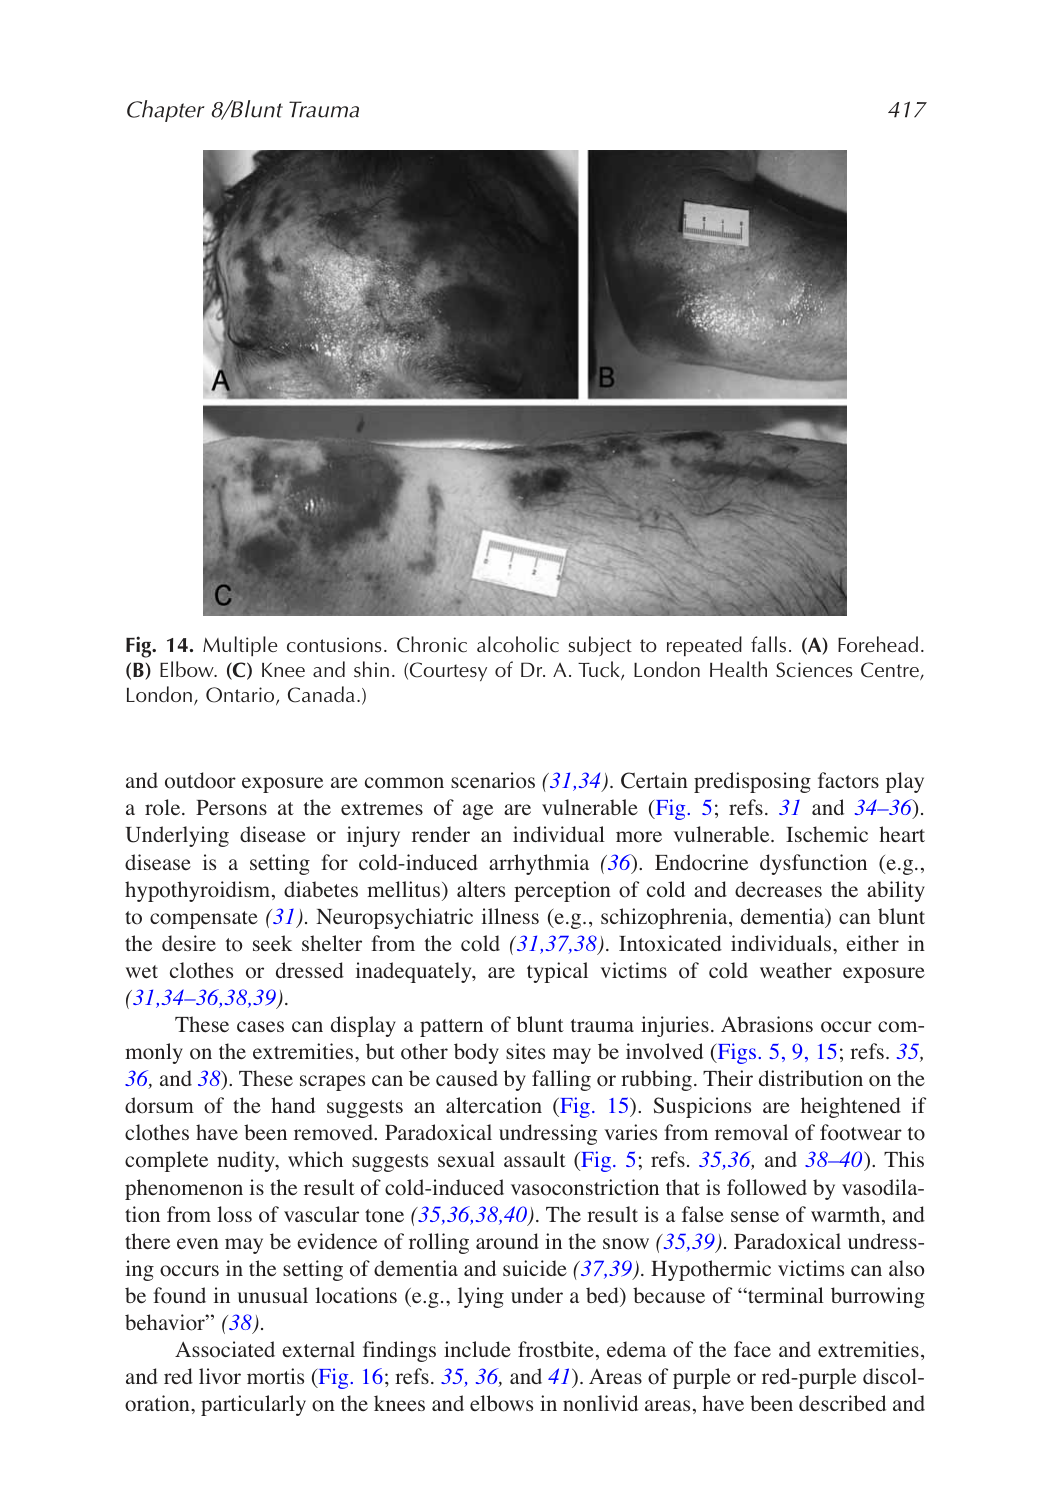 Chapter 8/Blunt Trauma 417
A
B
C
Fig. 14. Multiple contusions. Chronic alcoholic subject to repeated falls. (A) Forehead.
(B) Elbow. (C) Knee and shin. (Courtesy of Dr. A. Tuck, London Health Sciences Centre,
London, Ontario, Canada.)
and outdoor exposure are common scenarios (31,34). Certain predisposing factors play
a role. Persons at the extremes of age are vulnerable (Fig. 5; refs. 31 and 34–36).
Underlying disease or injury render an individual more vulnerable. Ischemic heart
disease is a setting for cold-induced arrhythmia (36). Endocrine dysfunction (e.g.,
hypothyroidism, diabetes mellitus) alters perception of cold and decreases the ability
to compensate (31). Neuropsychiatric illness (e.g., schizophrenia, dementia) can blunt
the desire to seek shelter from the cold (31,37,38). Intoxicated individuals, either in
wet clothes or dressed inadequately, are typical victims of cold weather exposure
(31,34–36,38,39).
These cases can display a pattern of blunt trauma injuries. Abrasions occur com-
monly on the extremities, but other body sites may be involved (Figs. 5, 9, 15; refs. 35,
36, and 38). These scrapes can be caused by falling or rubbing. Their distribution on the
dorsum of the hand suggests an altercation (Fig. 15). Suspicions are heightened if
clothes have been removed. Paradoxical undressing varies from removal of footwear to
complete nudity, which suggests sexual assault (Fig. 5; refs. 35,36, and 38–40). This
phenomenon is the result of cold-induced vasoconstriction that is followed by vasodila-
tion from loss of vascular tone (35,36,38,40). The result is a false sense of warmth, and
there even may be evidence of rolling around in the snow (35,39). Paradoxical undress-
ing occurs in the setting of dementia and suicide (37,39). Hypothermic victims can also
be found in unusual locations (e.g., lying under a bed) because of “terminal burrowing
behavior” (38).
Associated external findings include frostbite, edema of the face and extremities,
and red livor mortis (Fig. 16; refs. 35, 36, and 41). Areas of purple or red-purple discol-
oration, particularly on the knees and elbows in nonlivid areas, have been described and